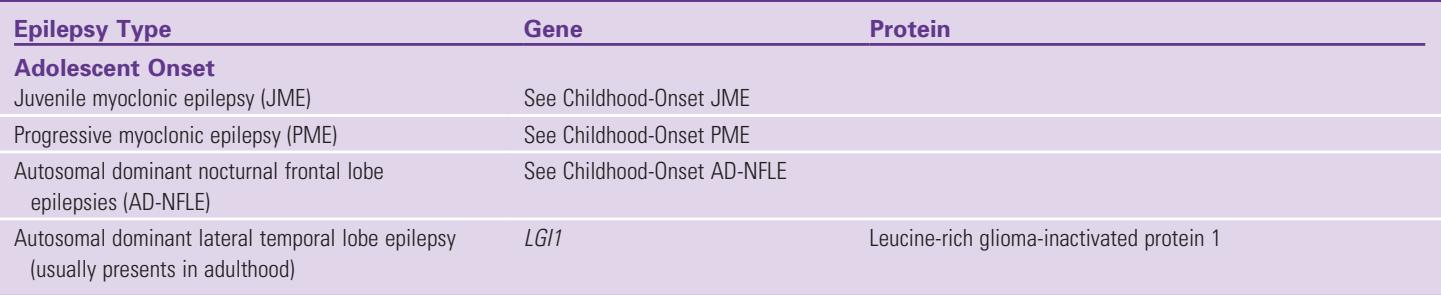 Epilepsy Type Gene Protein
Adolescent Onset
Juvenile myoclonic epilepsy (JME) See Childhood-Onset JME
Progressive myoclonic epilepsy (PME) See Childhood-Onset PME
Autosomal dominant nocturnal frontal lobe See Childhood-Onset AD-NFLE
epilepsies (AD-NFLE)
Autosomal dominant lateral temporal lobe epilepsy LGI1 Leucine-rich glioma-inactivated protein 1
(usually presents in adulthood)